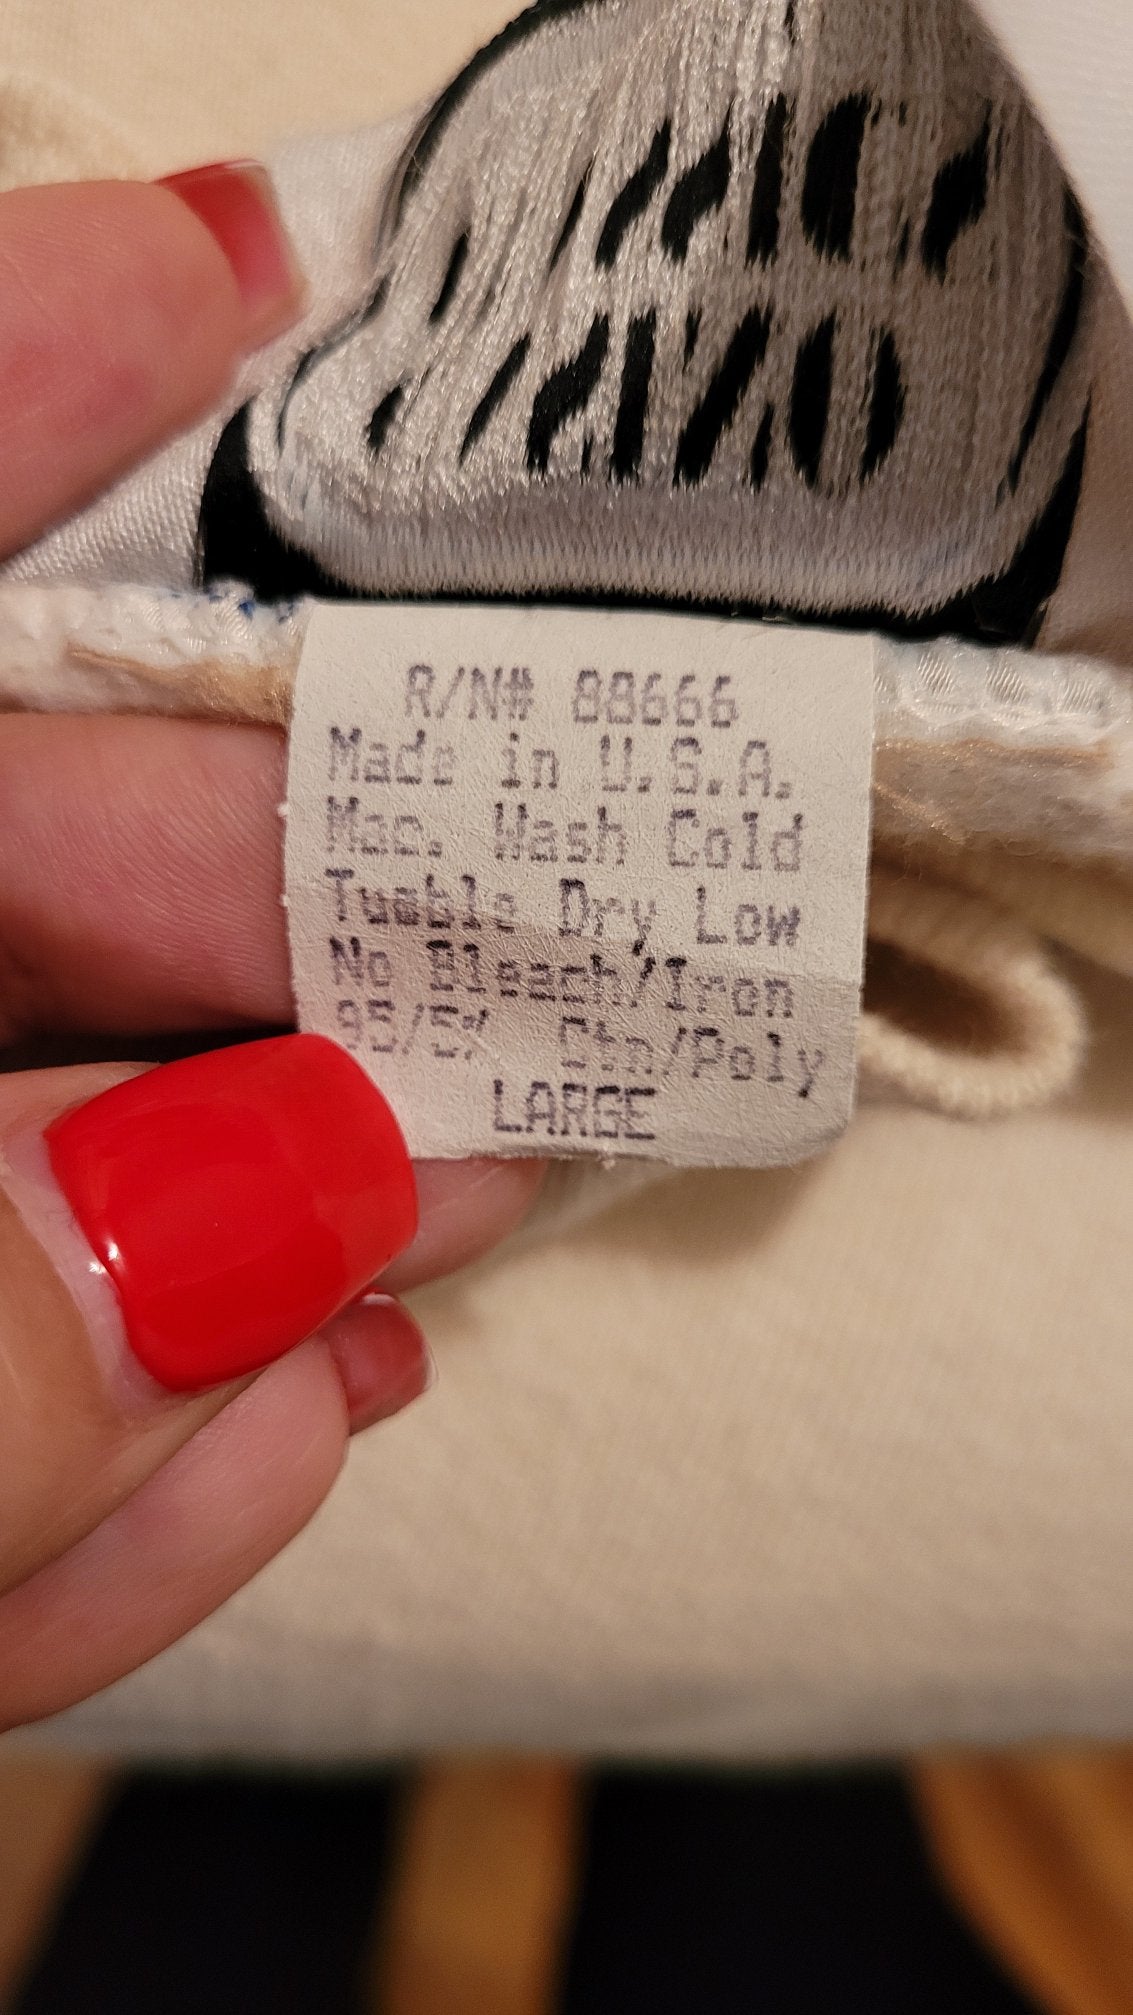 R/N# 88666
Made in U.S.A.
Mac. Wash Cold
Tumble Dry Low
No Bleach/Iron
95/5% Ctn/Poly
LARGE